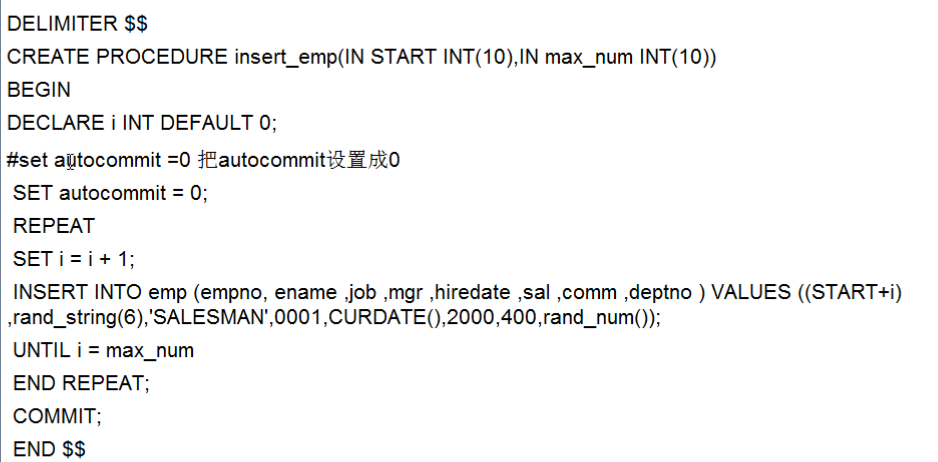 DELIMITER $$
CREATE PROCEDURE insert_emp(IN START INT(10),IN max_num INT(10))
BEGIN
DECLARE i INT DEFAULT 0;
#set autocommit =0 把autocommit设置成0
SET autocommit = 0;
REPEAT
SET i = i + 1;
INSERT INTO emp (empno, ename ,job ,mgr ,hiredate ,sal ,comm ,deptno ) VALUES ((START+i)
,rand_string(6),'SALESMAN',0001,CURDATE(),2000,400,rand_num());
UNTIL i = max_num
END REPEAT;
COMMIT;
END $$